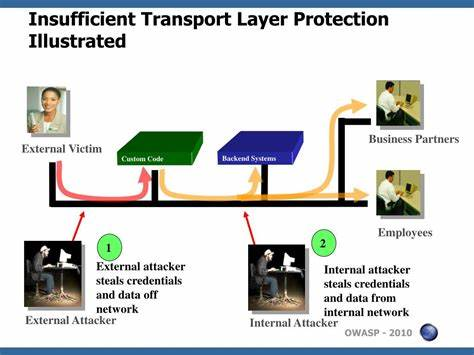 Insufficient Transport Layer Protection
Illustrated
External Victim
Custom Code
Backend Systems
Business Partners
Employees
1
External attacker
steals credentials
and data off
network
External Attacker
2
Internal attacker
steals credentials
and data from
internal network
Internal Attacker
OWASP - 2010